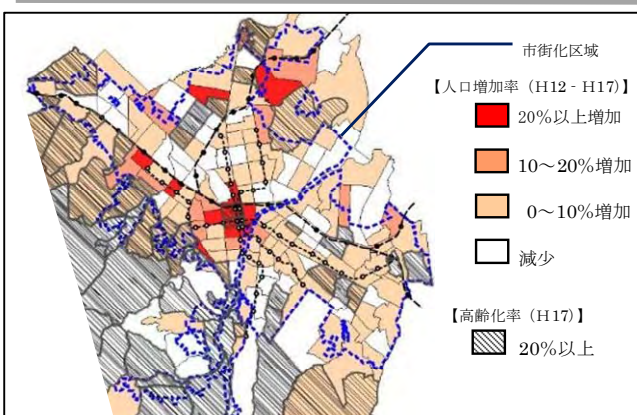 市街化区域
【人口増加率（H12‐H17）】
20%以上増加
10～20%増加
0～10%増加
減少
【高齢化率（H17）】
20%以上